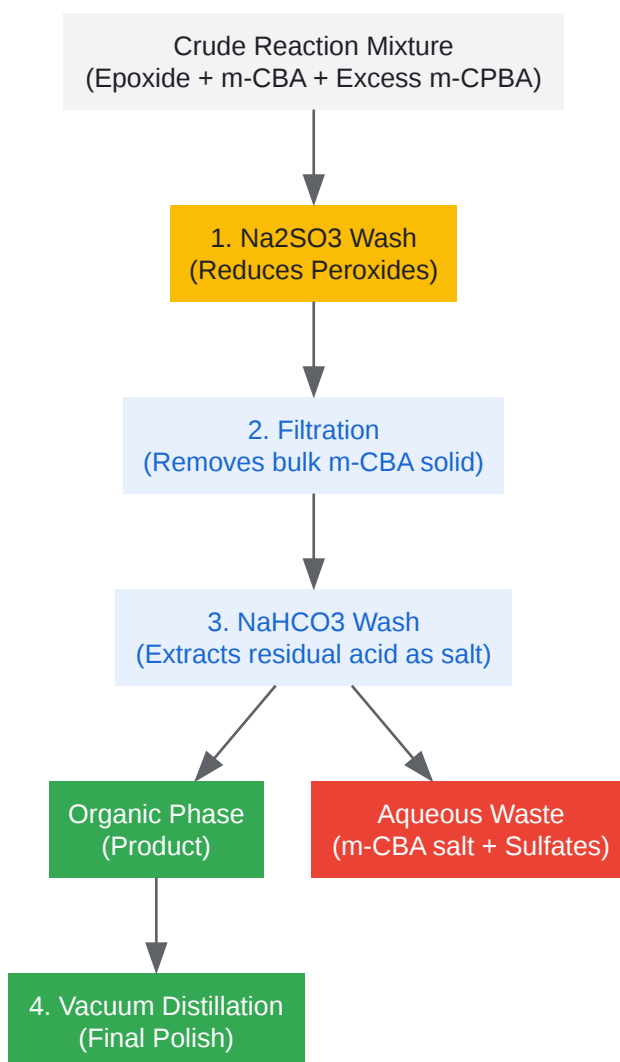 Crude Reaction Mixture
(Epoxide + m-CBA + Excess m-CPBA)
1. Na2SO3 Wash
(Reduces Peroxides)
2. Filtration
(Removes bulk m-CBA solid)
3. NaHCO3 Wash
(Extracts residual acid as salt)
Organic Phase
(Product)
Aqueous Waste
(m-CBA salt + Sulfates)
4. Vacuum Distillation
(Final Polish)